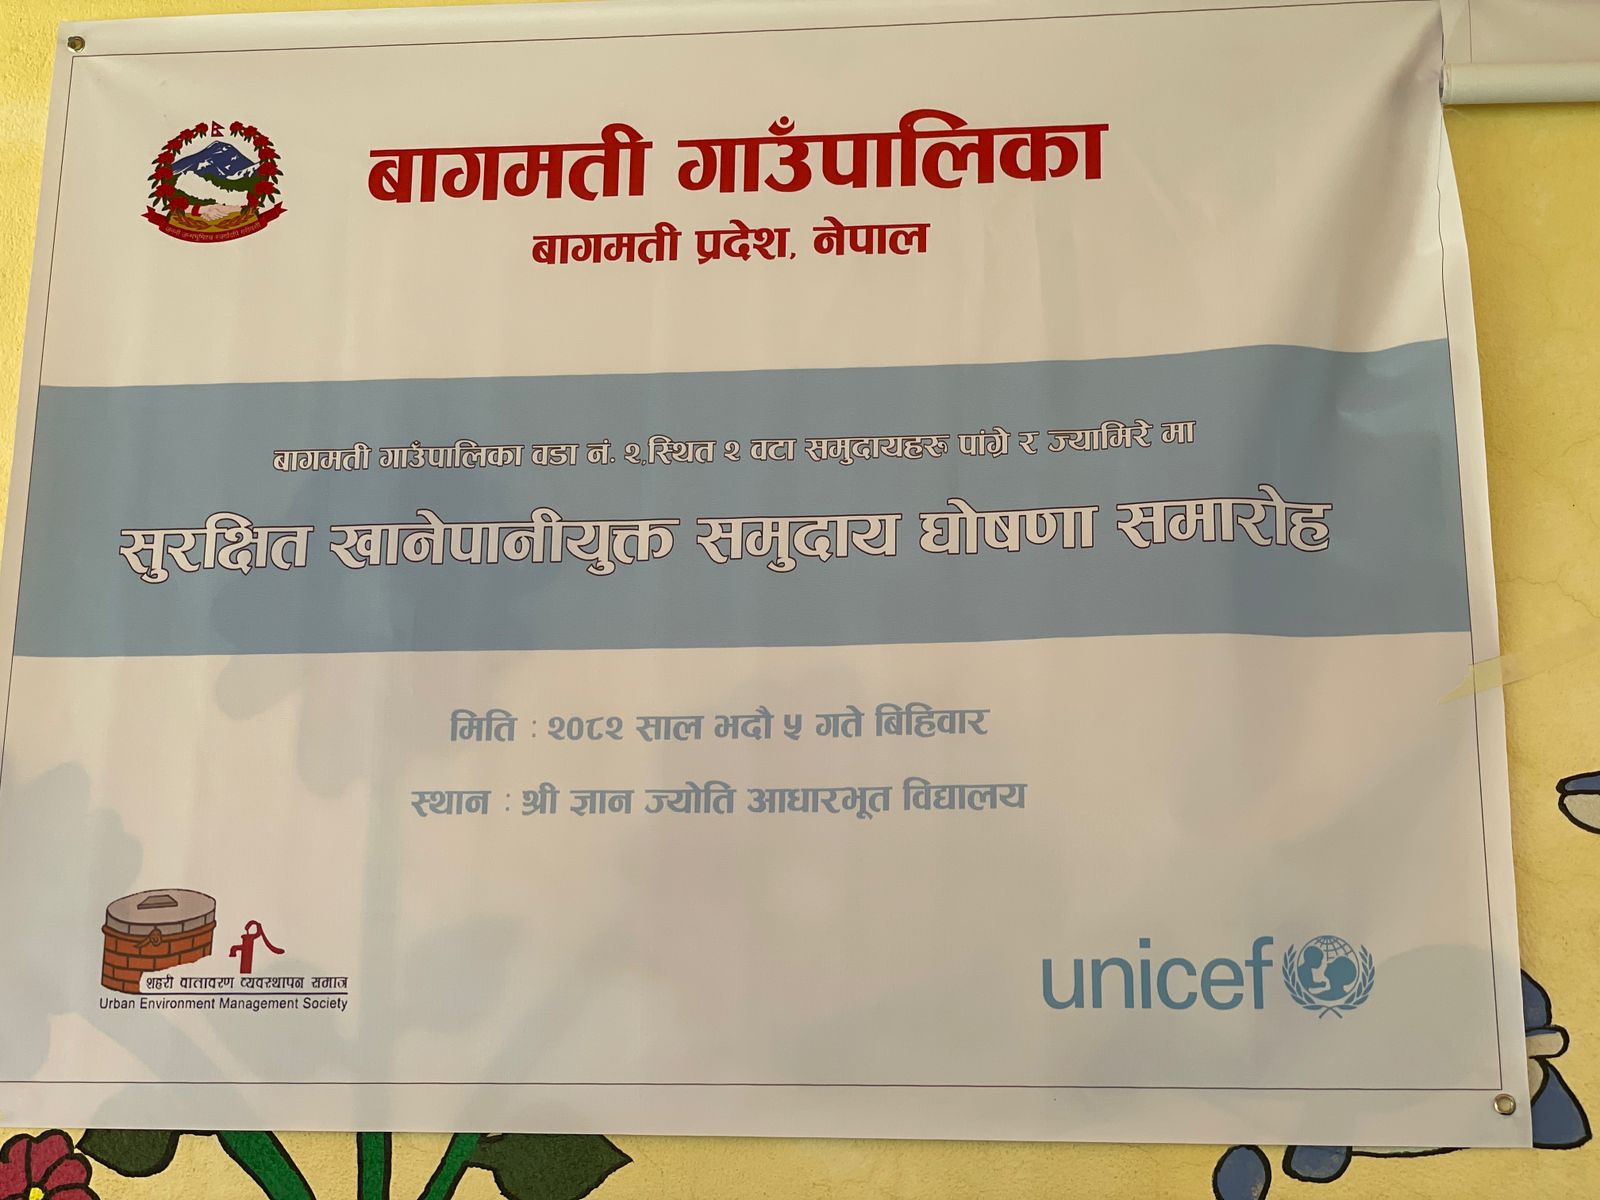 बागमती गाउँपालिका
बागमती प्रदेश, नेपाल
बागमती गाउँपालिका वडा नं. २,स्थित २ वटा समुदायहरु पांग्रे र ज्यामिरे मा
सुरक्षित खानेपानीयुक्त समुदाय घोषणा समारोह
मिति : २०८२ साल भदौ ५ गते बिहिवार
स्थान : श्री ज्ञान ज्योति आधारभूत विद्यालय
शहरी वातावरण व्यवस्थापन समाज
Urban Environment Management Society
unicef